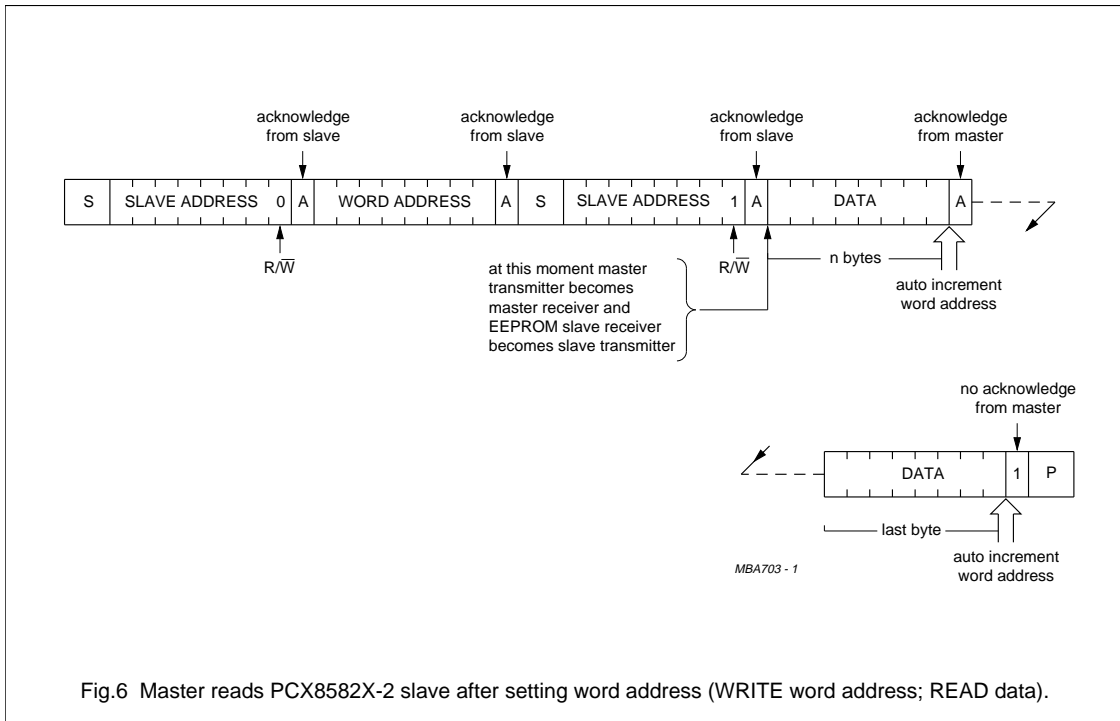 acknowledge
from slave
acknowledge
from slave
acknowledge
from slave
acknowledge
from master
S SLAVE ADDRESS 0 A WORD ADDRESS A S SLAVE ADDRESS 1 A DATA A
R/W̅
R/W̅
at this moment master
transmitter becomes
master receiver and
EEPROM slave receiver
becomes slave transmitter
n bytes
auto increment
word address
no acknowledge
from master
DATA 1 P
last byte
auto increment
word address
MBA703 - 1
Fig.6 Master reads PCX8582X-2 slave after setting word address (WRITE word address; READ data).